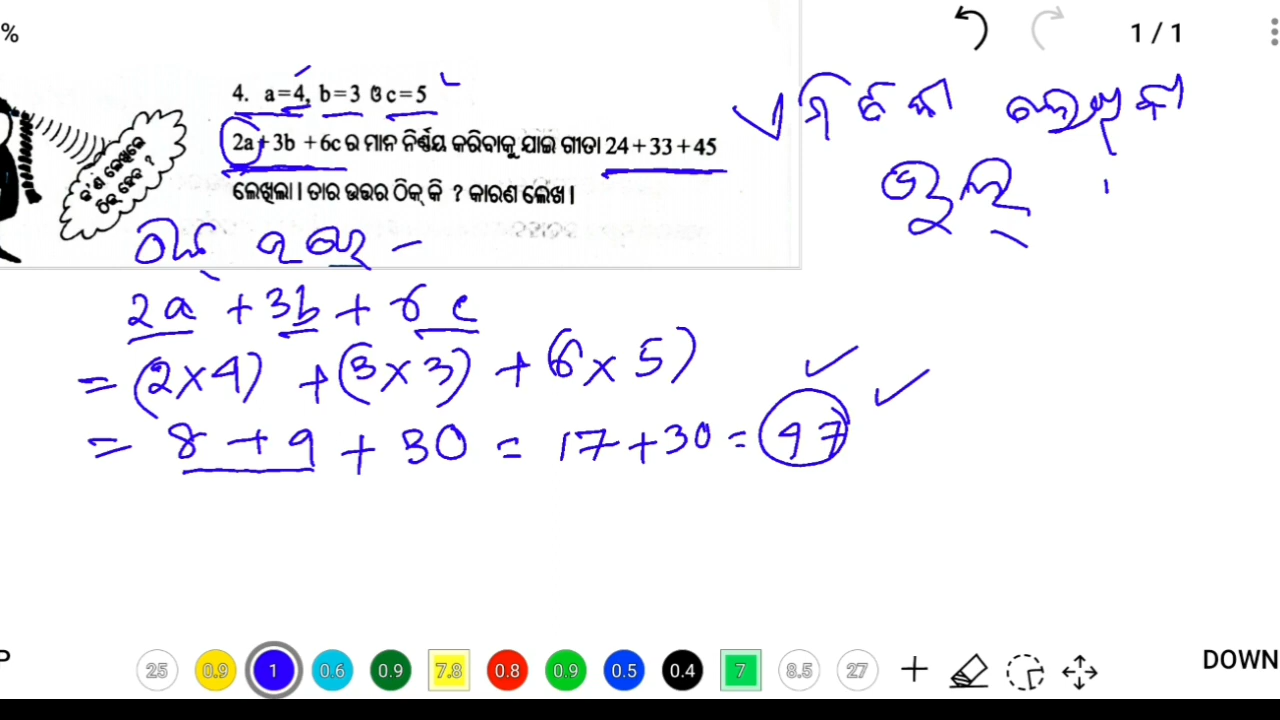 %
1 / 1
4. a=4, b=3 ଓ c=5
2a+3b +6c ର ମାନ ନିର୍ଣ୍ଣୟ କରିବାକୁ ଯାଇ ଗୀତା 24+33+45
ଲେଖିଲା । ତାର ଉତ୍ତର ଠିକ୍ କି ? କାରଣ ଲେଖ ।
କ'ଣ ଲେଖିଲେ
ଠିକ୍ ହେବ ?
ଭୁଲ୍ ।
ଠିକ୍ ଉତ୍ତର -
2a + 3b + 6c
= (2×4) + (3×3) + (6×5)
= 8 + 9 + 30 = 17+30 = 47
25 0.9 1 0.6 0.9 7.8 0.8 0.9 0.5 0.4 7 8.5 27
DOWN